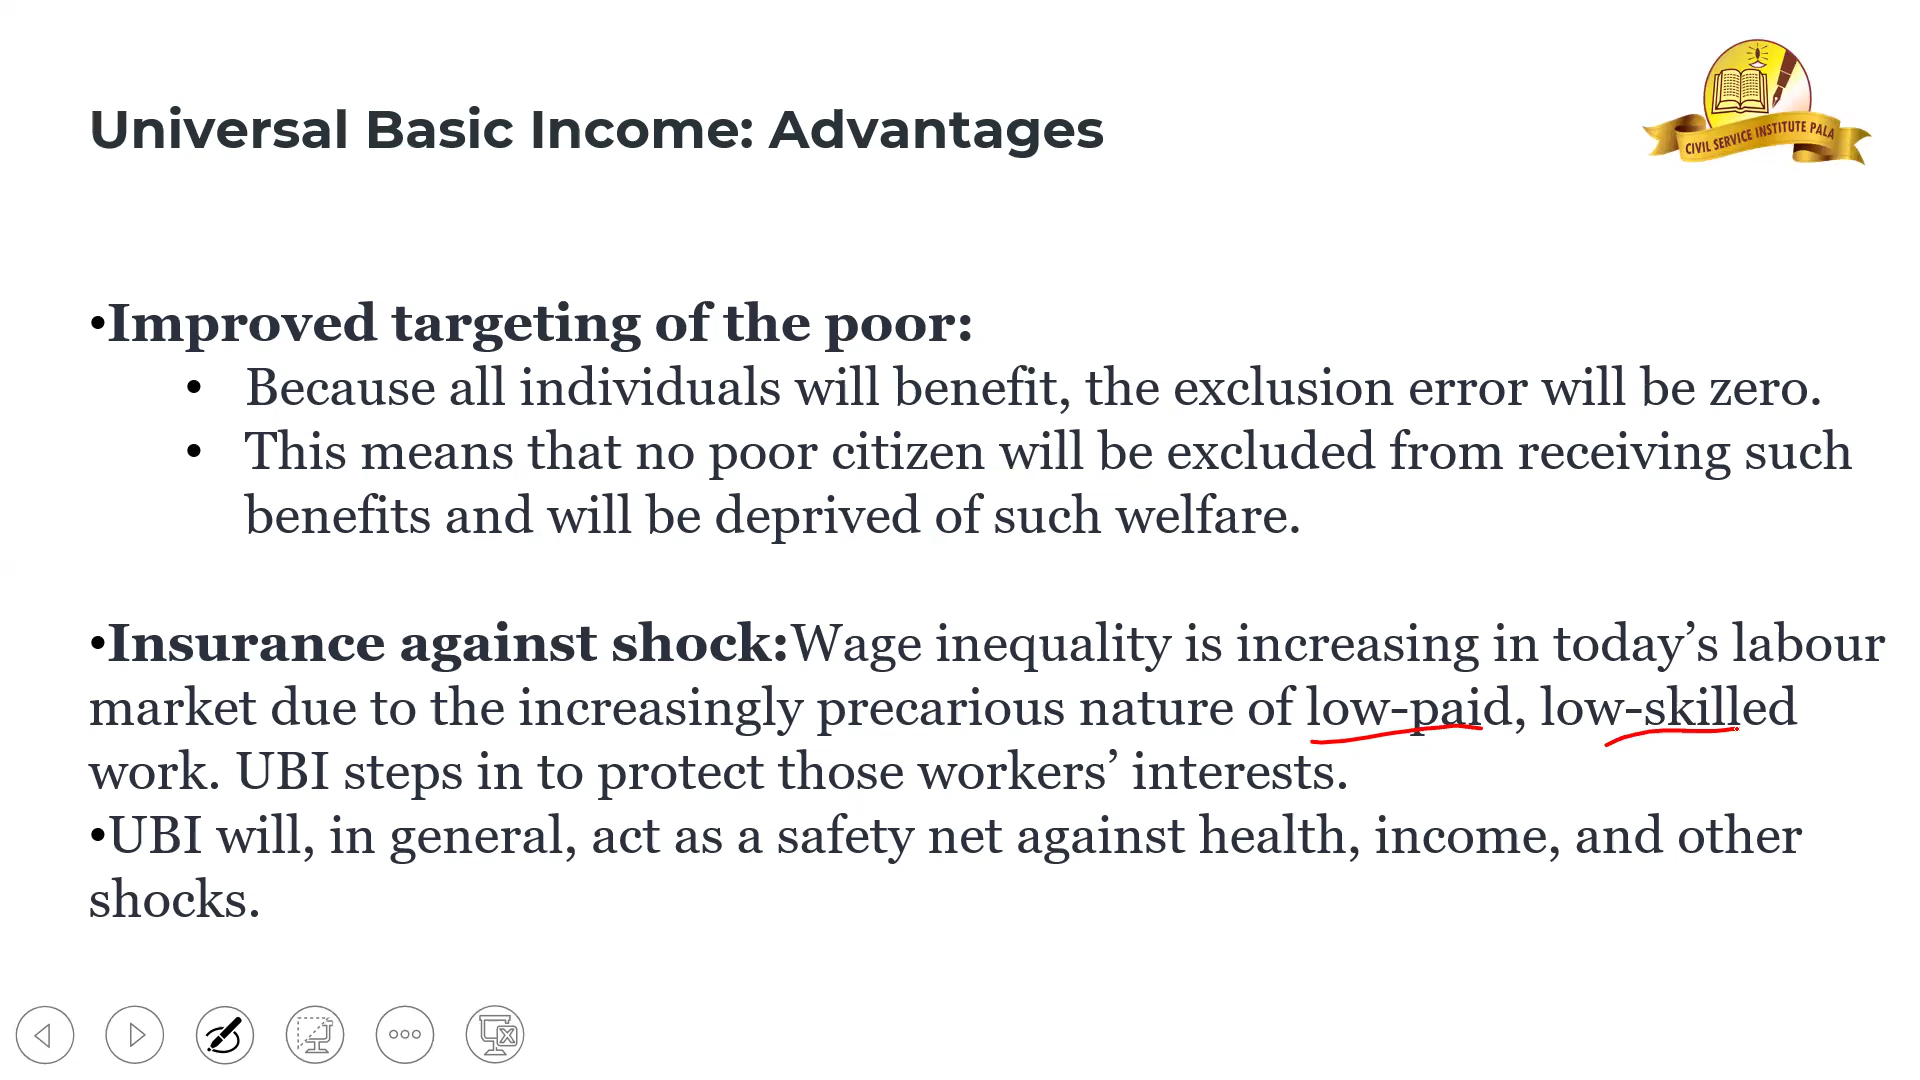 Universal Basic Income: Advantages
CIVIL SERVICE INSTITUTE PALA
•Improved targeting of the poor:
• Because all individuals will benefit, the exclusion error will be zero.
• This means that no poor citizen will be excluded from receiving such
benefits and will be deprived of such welfare.
•Insurance against shock:Wage inequality is increasing in today’s labour
market due to the increasingly precarious nature of low-paid, low-skilled
work. UBI steps in to protect those workers’ interests.
•UBI will, in general, act as a safety net against health, income, and other
shocks.